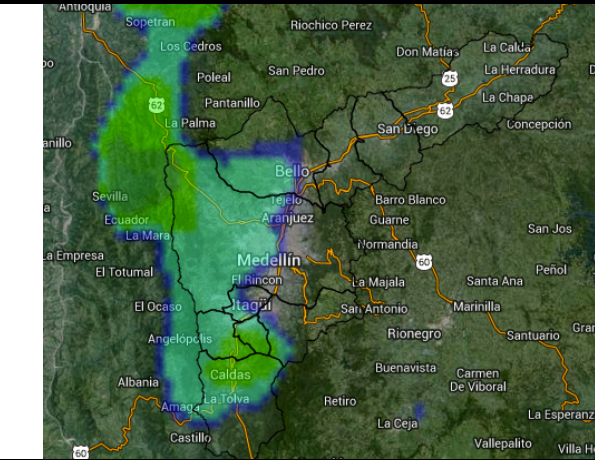 Antioquia
Sopetran
Riochico Perez
Los Cedros
Don Matias
La Calda
Poleal
San Pedro
25
La Herradura
62
Pantanillo
62
La Chapa
La Palma
San Diego
Concepción
anillo
Bello
Sevilla
Tejelo
Barro Blanco
Ecuador
Aranjuez
Guarne
La Mara
Normandia
San Jos
La Empresa
Medellín
60
El Totumal
El Rincon
La Majala
Santa Ana
Peñol
El Ocaso
Itagüí
San Antonio
Marinilla
Angelópolis
Rionegro
Santuario
Gran
Albania
Caldas
Buenavista
Carmen
De Viboral
Amaga
La Tolva
Retiro
La Ceja
La Esperanz
Castillo
60
Vallepalito
Villa H